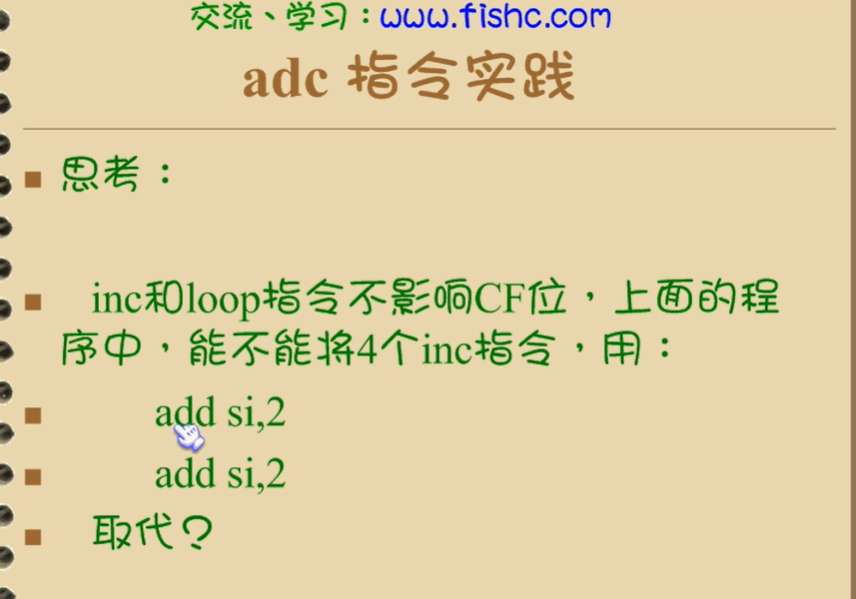 交流、学习：www.fishc.com
adc 指令实践
思考：
inc和loop指令不影响CF位，上面的程
序中，能不能将4个inc指令，用：
add si,2
add si,2
取代？